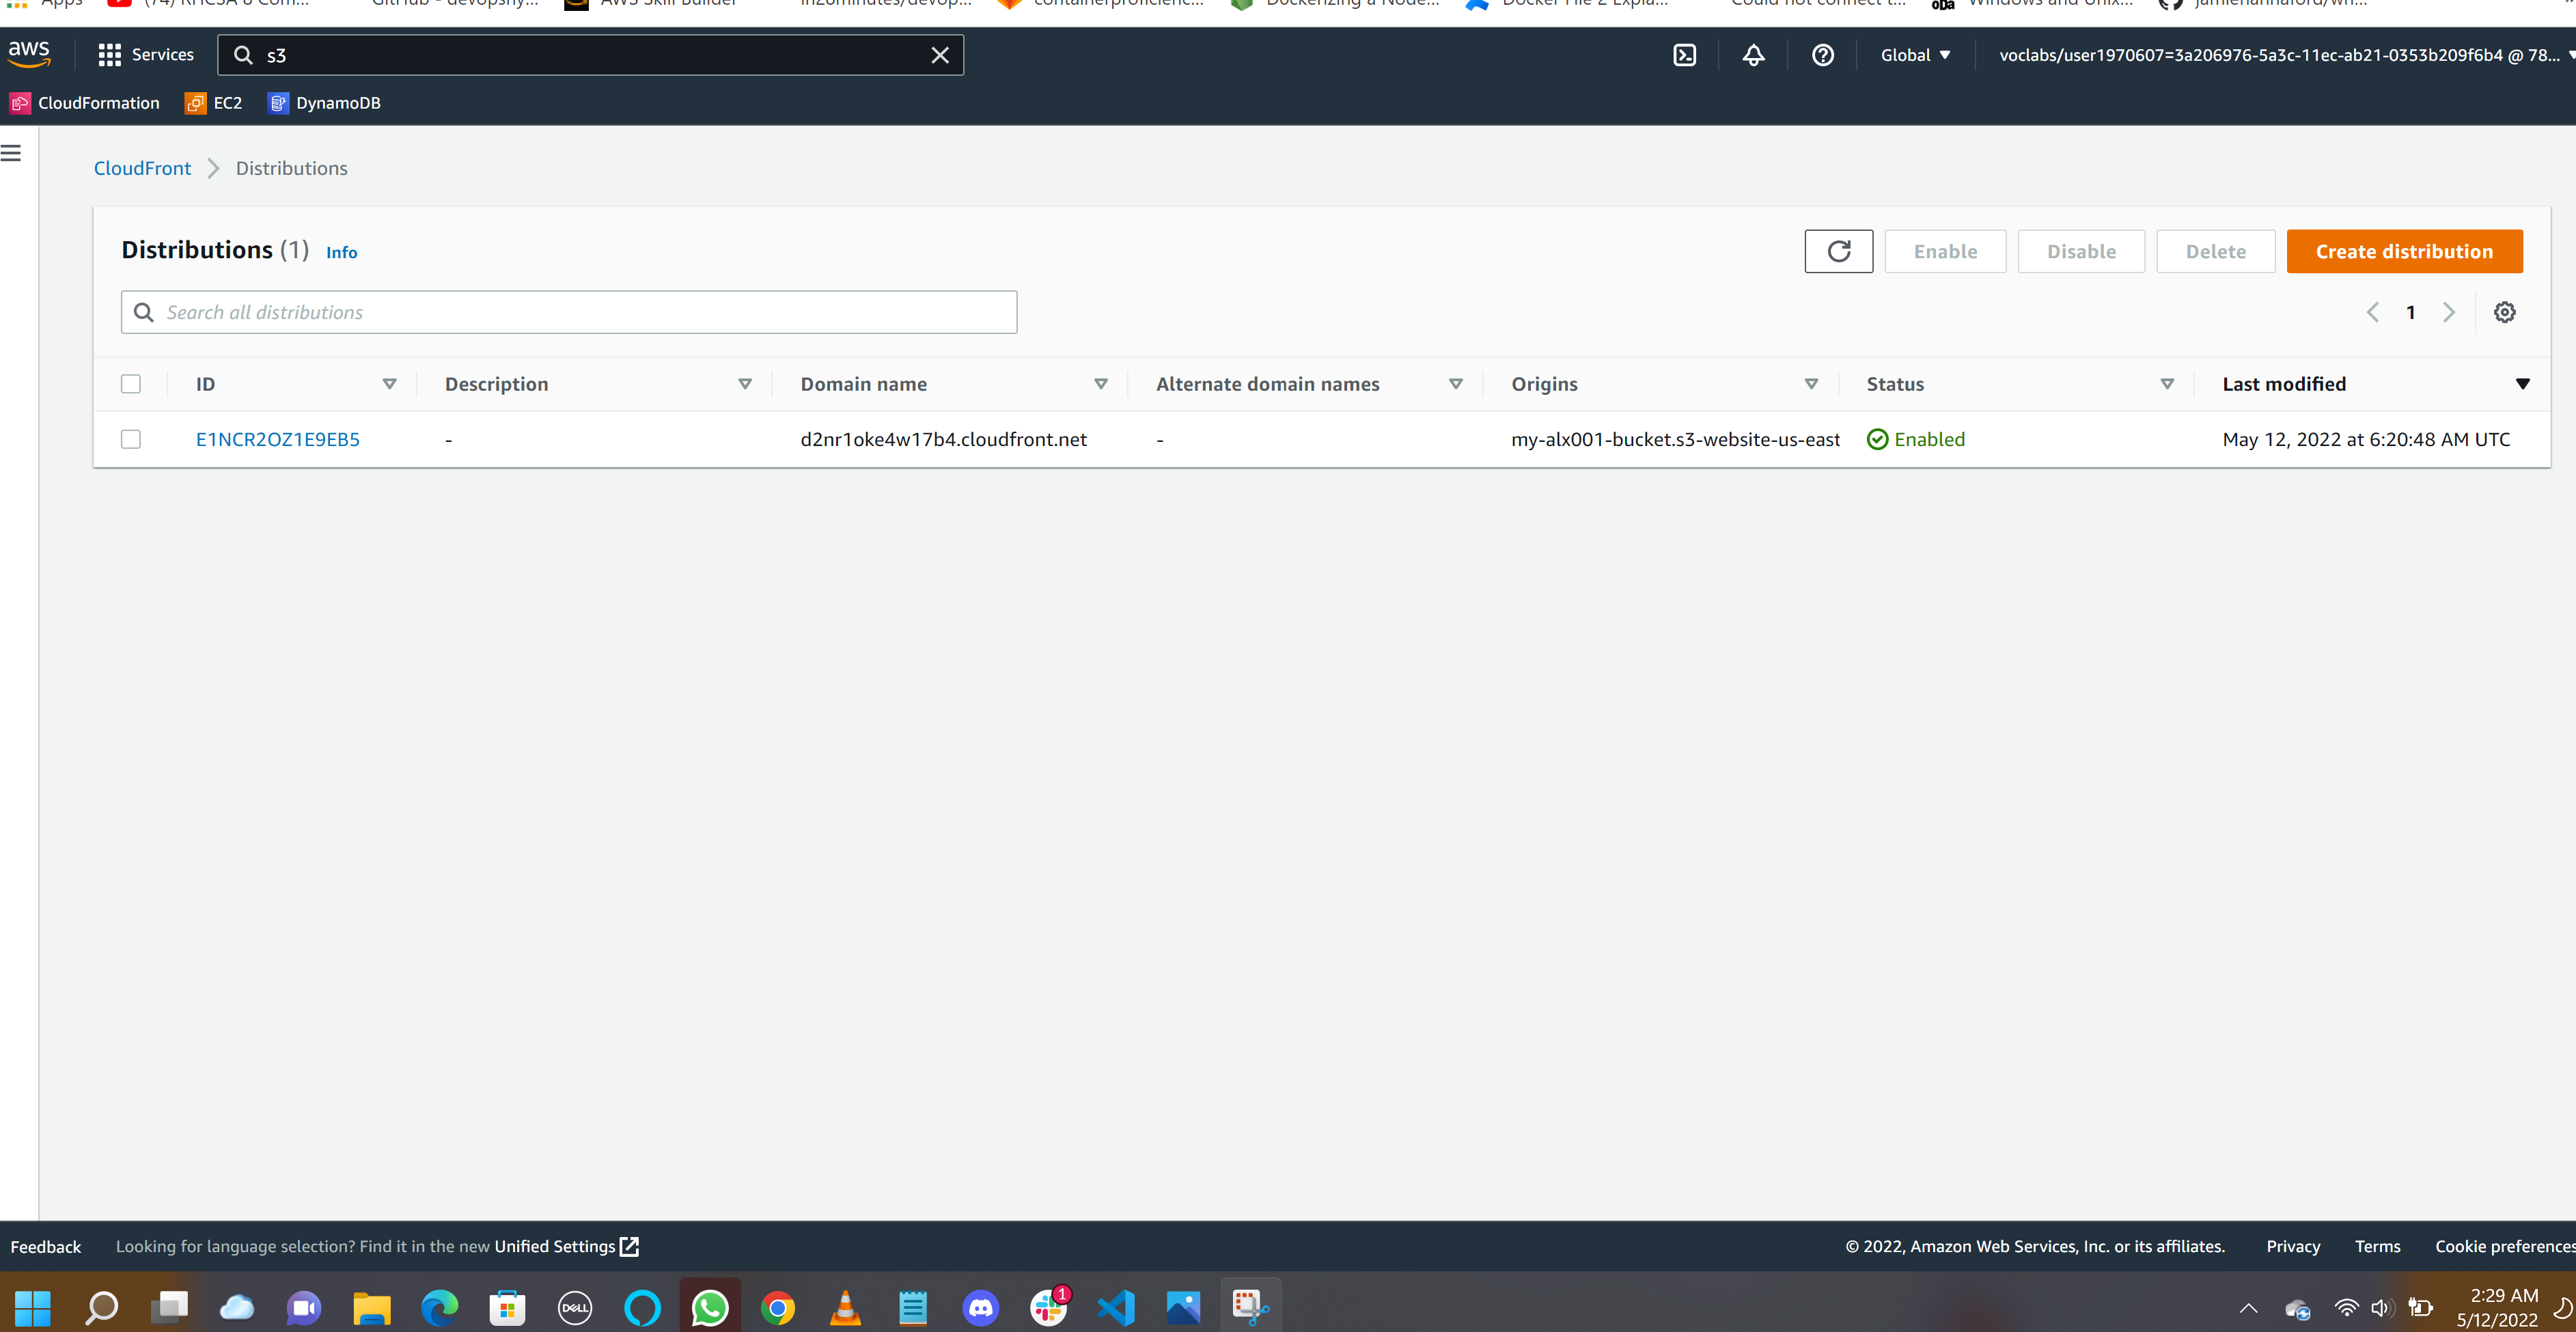 Apps (74) RHCSA 8 Com... GitHub - devopshy... AWS Skill Builder in28minutes/devop... containerproficienc... Dockerizing a Node... Docker File 2 Expla... Could not connect t... Windows and Unix... jamiehannaford/wh...
aws Services s3 Global voclabs/user1970607=3a206976-5a3c-11ec-ab21-0353b209f6b4 @ 78...
CloudFormation EC2 DynamoDB
CloudFront Distributions
Distributions (1) Info Enable Disable Delete Create distribution
Search all distributions 1
ID Description Domain name Alternate domain names Origins Status Last modified
E1NCR2OZ1E9EB5 - d2nr1oke4w17b4.cloudfront.net - my-alx001-bucket.s3-website-us-east Enabled May 12, 2022 at 6:20:48 AM UTC
Feedback Looking for language selection? Find it in the new Unified Settings © 2022, Amazon Web Services, Inc. or its affiliates. Privacy Terms Cookie preferences
DELL 1 2:29 AM
5/12/2022